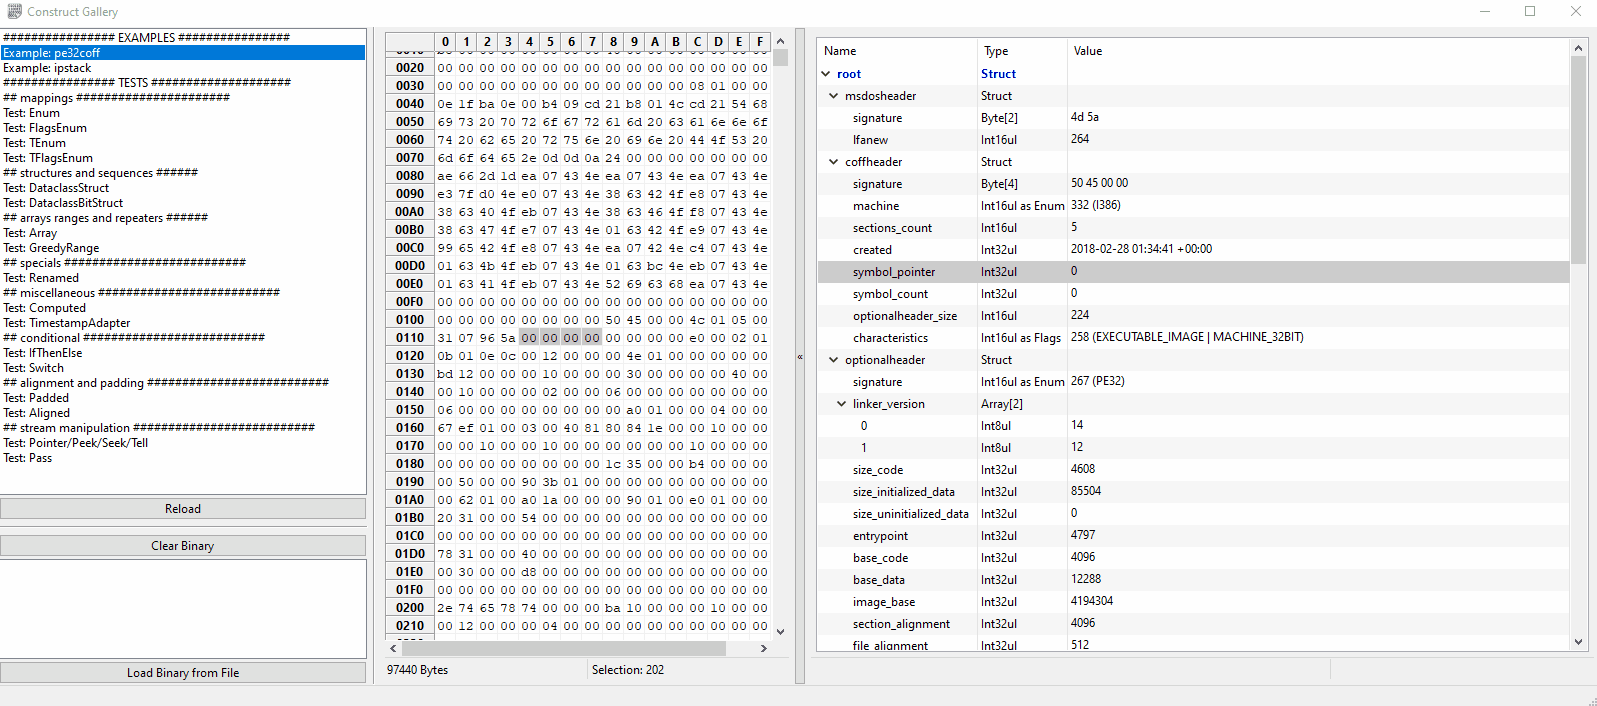 Construct Gallery
################ EXAMPLES ################
Example: pe32coff
Example: ipstack
################ TESTS ####################
## mappings ######################
Test: Enum
Test: FlagsEnum
Test: TEnum
Test: TFlagsEnum
## structures and sequences ######
Test: DataclassStruct
Test: DataclassBitStruct
## arrays ranges and repeaters ######
Test: Array
Test: GreedyRange
## specials ##########################
Test: Renamed
## miscellaneous ##########################
Test: Computed
Test: TimestampAdapter
## conditional ##########################
Test: IfThenElse
Test: Switch
## alignment and padding ##########################
Test: Padded
Test: Aligned
## stream manipulation ##########################
Test: Pointer/Peek/Seek/Tell
Test: Pass
Reload
Clear Binary
Load Binary from File
0 1 2 3 4 5 6 7 8 9 A B C D E F
0020 00 00 00 00 00 00 00 00 00 00 00 00 00 00 00 00
0030 00 00 00 00 00 00 00 00 00 00 00 00 08 01 00 00
0040 0e 1f ba 0e 00 b4 09 cd 21 b8 01 4c cd 21 54 68
0050 69 73 20 70 72 6f 67 72 61 6d 20 63 61 6e 6e 6f
0060 74 20 62 65 20 72 75 6e 20 69 6e 20 44 4f 53 20
0070 6d 6f 64 65 2e 0d 0d 0a 24 00 00 00 00 00 00 00
0080 ae 66 2d 1d ea 07 43 4e ea 07 43 4e ea 07 43 4e
0090 e3 7f d0 4e e0 07 43 4e 38 63 42 4f e8 07 43 4e
00A0 38 63 40 4f eb 07 43 4e 38 63 46 4f f8 07 43 4e
00B0 38 63 47 4f e7 07 43 4e 01 63 42 4f e9 07 43 4e
00C0 99 65 42 4f e8 07 43 4e ea 07 42 4e c4 07 43 4e
00D0 01 63 4b 4f eb 07 43 4e 01 63 bc 4e eb 07 43 4e
00E0 01 63 41 4f eb 07 43 4e 52 69 63 68 ea 07 43 4e
00F0 00 00 00 00 00 00 00 00 00 00 00 00 00 00 00 00
0100 00 00 00 00 00 00 00 00 50 45 00 00 4c 01 05 00
0110 31 07 96 5a 00 00 00 00 00 00 00 00 e0 00 02 01
0120 0b 01 0e 0c 00 12 00 00 00 4e 01 00 00 00 00 00
0130 bd 12 00 00 00 10 00 00 00 30 00 00 00 00 40 00
0140 00 10 00 00 00 02 00 00 06 00 00 00 00 00 00 00
0150 06 00 00 00 00 00 00 00 00 a0 01 00 00 04 00 00
0160 67 ef 01 00 03 00 40 81 80 84 1e 00 00 10 00 00
0170 00 00 10 00 00 10 00 00 00 00 00 00 10 00 00 00
0180 00 00 00 00 00 00 00 00 1c 35 00 00 b4 00 00 00
0190 00 50 00 00 90 3b 01 00 00 00 00 00 00 00 00 00
01A0 00 62 01 00 a0 1a 00 00 00 90 01 00 e0 01 00 00
01B0 20 31 00 00 54 00 00 00 00 00 00 00 00 00 00 00
01C0 00 00 00 00 00 00 00 00 00 00 00 00 00 00 00 00
01D0 78 31 00 00 40 00 00 00 00 00 00 00 00 00 00 00
01E0 00 30 00 00 d8 00 00 00 00 00 00 00 00 00 00 00
01F0 00 00 00 00 00 00 00 00 00 00 00 00 00 00 00 00
0200 2e 74 65 78 74 00 00 00 ba 10 00 00 00 10 00 00
0210 00 12 00 00 00 04 00 00 00 00 00 00 00 00 00 00
97440 Bytes Selection: 202
«
Name Type Value
root Struct
msdosheader Struct
signature Byte[2] 4d 5a
lfanew Int16ul 264
coffheader Struct
signature Byte[4] 50 45 00 00
machine Int16ul as Enum 332 (I386)
sections_count Int16ul 5
created Int32ul 2018-02-28 01:34:41 +00:00
symbol_pointer Int32ul 0
symbol_count Int32ul 0
optionalheader_size Int16ul 224
characteristics Int16ul as Flags 258 (EXECUTABLE_IMAGE | MACHINE_32BIT)
optionalheader Struct
signature Int16ul as Enum 267 (PE32)
linker_version Array[2]
0 Int8ul 14
1 Int8ul 12
size_code Int32ul 4608
size_initialized_data Int32ul 85504
size_uninitialized_data Int32ul 0
entrypoint Int32ul 4797
base_code Int32ul 4096
base_data Int32ul 12288
image_base Int32ul 4194304
section_alignment Int32ul 4096
file_alignment Int32ul 512